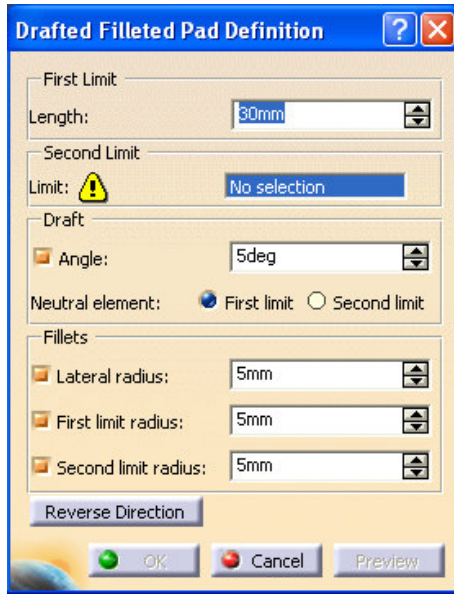 Drafted Filleted Pad Definition ? X
First Limit
Length: 30mm
Second Limit
Limit: ! No selection
Draft
Angle: 5deg
Neutral element: First limit Second limit
Fillets
Lateral radius: 5mm
First limit radius: 5mm
Second limit radius: 5mm
Reverse Direction
OK Cancel Preview